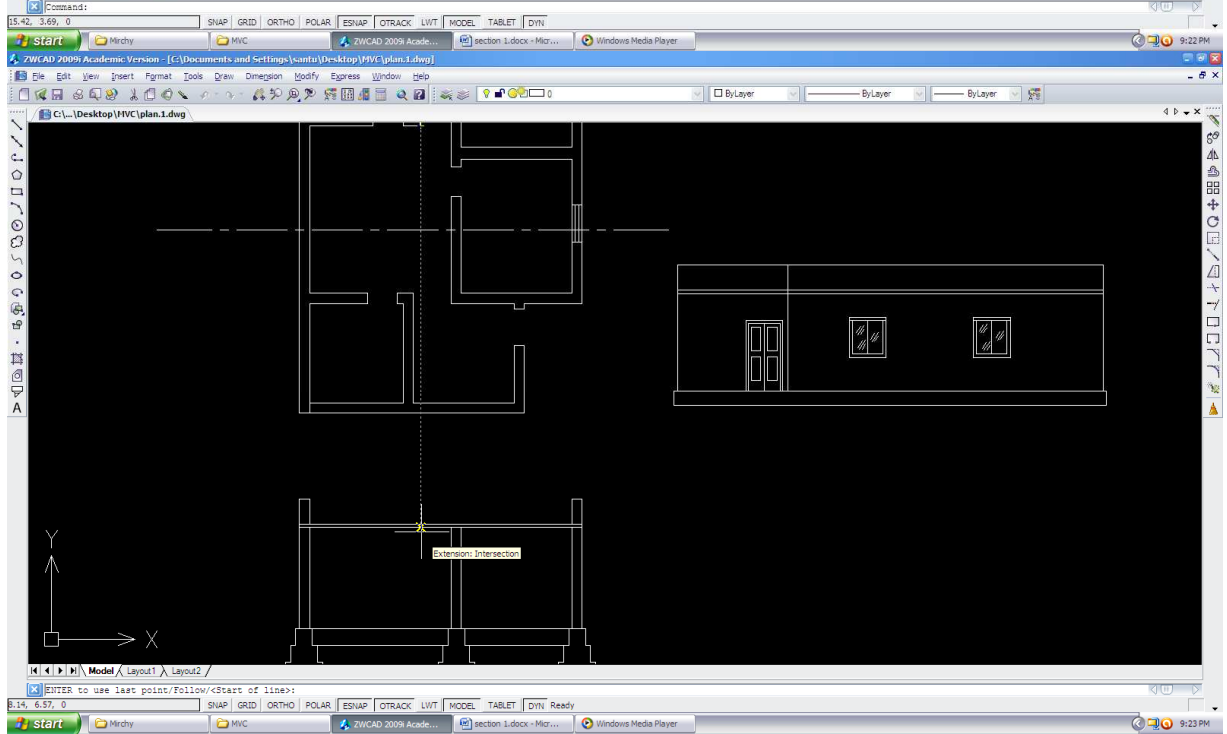 Command:
15.42, 3.69, 0 SNAP GRID ORTHO POLAR ESNAP OTRACK LWT MODEL TABLET DYN
start Mirchy MVC ZWCAD 2009i Acade... section 1.docx - Micr... Windows Media Player 9:22 PM
ZWCAD 2009i Academic Version - [C:\Documents and Settings\santu\Desktop\MVC\plan.1.dwg]
File Edit View Insert Format Tools Draw Dimension Modify Express Window Help
0 ByLayer ByLayer ByLayer
C:\...\Desktop\MVC\plan.1.dwg
A
Extension: Intersection
Y
X
Model Layout1 Layout2
ENTER to use last point/Follow/<Start of line>:
8.14, 6.57, 0 SNAP GRID ORTHO POLAR ESNAP OTRACK LWT MODEL TABLET DYN Ready
start Mirchy MVC ZWCAD 2009i Acade... section 1.docx - Micr... Windows Media Player 9:23 PM